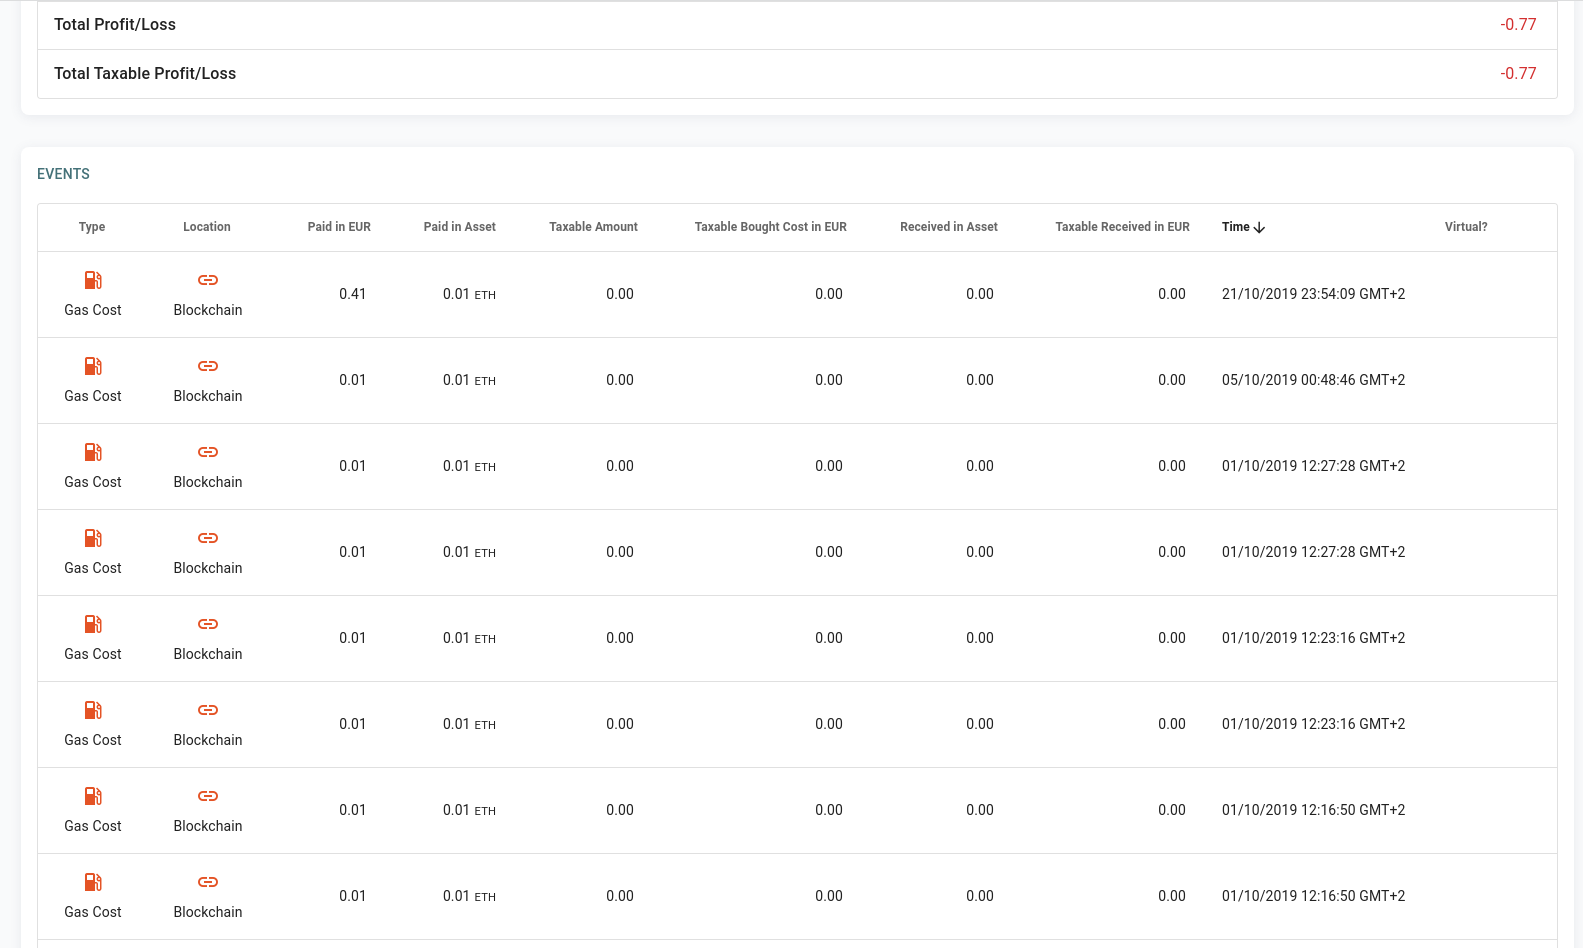 Total Profit/Loss -0.77
Total Taxable Profit/Loss -0.77
EVENTS
Type Location Paid in EUR Paid in Asset Taxable Amount Taxable Bought Cost in EUR Received in Asset Taxable Received in EUR Time Virtual?
Gas Cost Blockchain 0.41 0.01 ETH 0.00 0.00 0.00 0.00 21/10/2019 23:54:09 GMT+2
Gas Cost Blockchain 0.01 0.01 ETH 0.00 0.00 0.00 0.00 05/10/2019 00:48:46 GMT+2
Gas Cost Blockchain 0.01 0.01 ETH 0.00 0.00 0.00 0.00 01/10/2019 12:27:28 GMT+2
Gas Cost Blockchain 0.01 0.01 ETH 0.00 0.00 0.00 0.00 01/10/2019 12:27:28 GMT+2
Gas Cost Blockchain 0.01 0.01 ETH 0.00 0.00 0.00 0.00 01/10/2019 12:23:16 GMT+2
Gas Cost Blockchain 0.01 0.01 ETH 0.00 0.00 0.00 0.00 01/10/2019 12:23:16 GMT+2
Gas Cost Blockchain 0.01 0.01 ETH 0.00 0.00 0.00 0.00 01/10/2019 12:16:50 GMT+2
Gas Cost Blockchain 0.01 0.01 ETH 0.00 0.00 0.00 0.00 01/10/2019 12:16:50 GMT+2